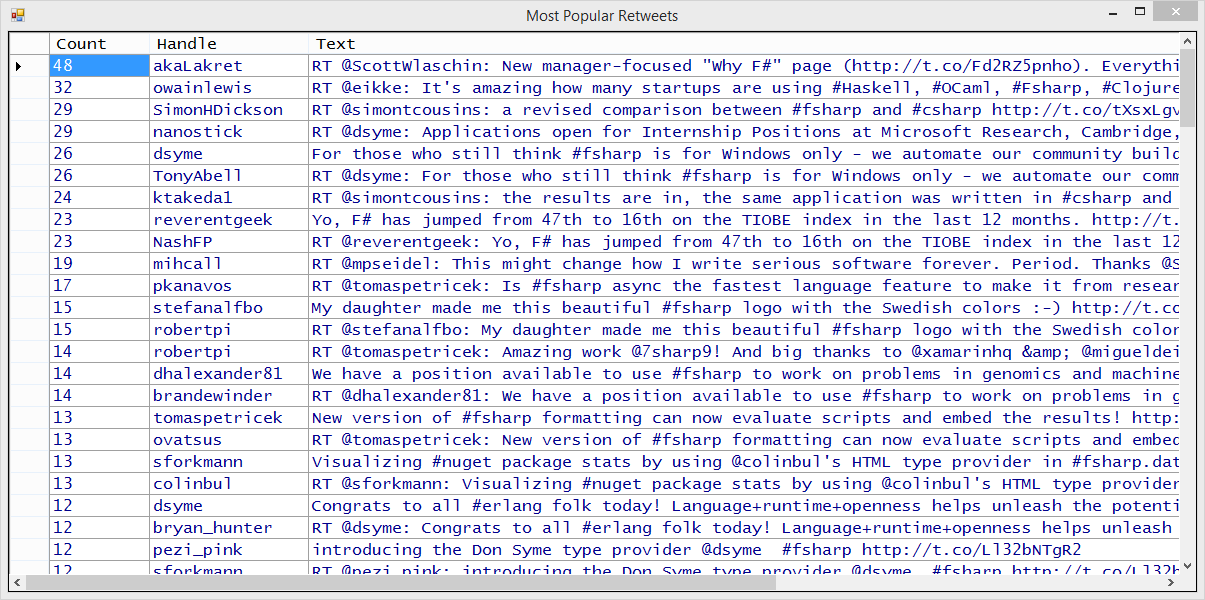 Most Popular Retweets
Count Handle Text
48 akaLakret RT @ScottWlaschin: New manager-focused "Why F#" page (http://t.co/Fd2RZ5pnho). Everythi
32 owainlewis RT @eikke: It's amazing how many startups are using #Haskell, #OCaml, #Fsharp, #Clojure
29 SimonHDickson RT @simontcousins: a revised comparison between #fsharp and #csharp http://t.co/tXsxLgv
29 nanostick RT @dsyme: Applications open for Internship Positions at Microsoft Research, Cambridge,
26 dsyme For those who still think #fsharp is for Windows only - we automate our community build
26 TonyAbell RT @dsyme: For those who still think #fsharp is for Windows only - we automate our comm
24 ktakeda1 RT @simontcousins: the results are in, the same application was written in #csharp and
23 reverentgeek Yo, F# has jumped from 47th to 16th on the TIOBE index in the last 12 months. http://t.
23 NashFP RT @reverentgeek: Yo, F# has jumped from 47th to 16th on the TIOBE index in the last 12
19 mihcall RT @mpseidel: This might change how I write serious software forever. Period. Thanks @S
17 pkanavos RT @tomaspetricek: Is #fsharp async the fastest language feature to make it from resear
15 stefanalfbo My daughter made me this beautiful #fsharp logo with the Swedish colors :-) http://t.co
15 robertpi RT @stefanalfbo: My daughter made me this beautiful #fsharp logo with the Swedish color
14 robertpi RT @tomaspetricek: Amazing work @7sharp9! And big thanks to @xamarinhq &amp; @migueldei
14 dhalexander81 We have a position available to use #fsharp to work on problems in genomics and machine
14 brandewinder RT @dhalexander81: We have a position available to use #fsharp to work on problems in g
13 tomaspetricek New version of #fsharp formatting can now evaluate scripts and embed the results! http:
13 ovatsus RT @tomaspetricek: New version of #fsharp formatting can now evaluate scripts and embed
13 sforkmann Visualizing #nuget package stats by using @colinbul's HTML type provider in #fsharp.dat
13 colinbul RT @sforkmann: Visualizing #nuget package stats by using @colinbul's HTML type provider
12 dsyme Congrats to all #erlang folk today! Language+runtime+openness helps unleash the potenti
12 bryan_hunter RT @dsyme: Congrats to all #erlang folk today! Language+runtime+openness helps unleash
12 pezi_pink introducing the Don Syme type provider @dsyme #fsharp http://t.co/Ll32bNTgR2
12 sforkmann RT @pezi_pink: introducing the Don Syme type provider @dsyme #fsharp http://t.co/Ll32b